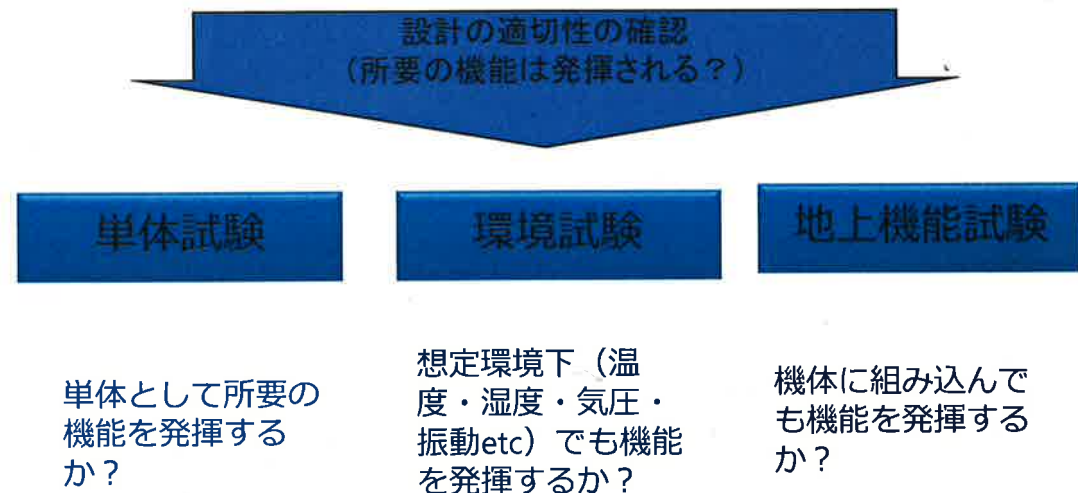 設計の適切性の確認
（所要の機能は発揮される？）
単体試験
環境試験
地上機能試験
単体として所要の
機能を発揮する
か？
想定環境下（温
度・湿度・気圧・
振動etc）でも機能
を発揮するか？
機体に組み込んで
も機能を発揮する
か？